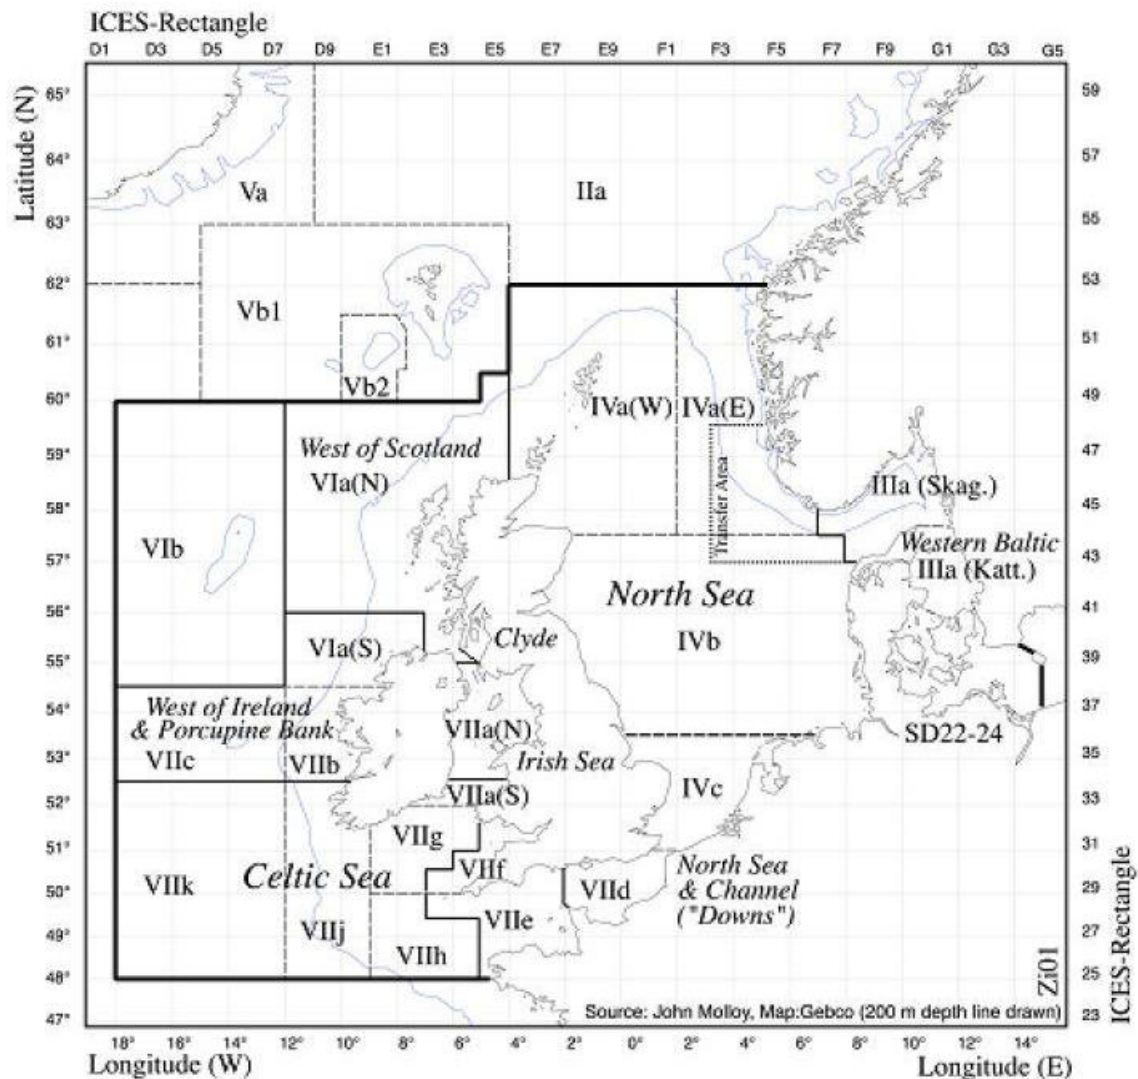 ICES-Rectangle
D1 D3 D5 D7 D9 E1 E3 E5 E7 E9 F1 F3 F5 F7 F9 G1 G3 G5
Latitude (N)
65°
64°
63°
62°
61°
60°
59°
58°
57°
56°
55°
54°
53°
52°
51°
50°
49°
48°
47°
59
57
55
53
51
49
47
45
43
41
39
37
35
33
31
29
27
25
23
ICES-Rectangle
Va
IIa
Vb1
Vb2
IVa(W) IVa(E)
West of Scotland
VIa(N)
Transfer Area
IIIa (Skag.)
VIb
Western Baltic
IIIa (Katt.)
North Sea
IVb
Clyde
VIa(S)
West of Ireland
& Porcupine Bank
VIIc
VIIb
VIIa(N)
Irish Sea
SD22-24
VIIa(S)
IVc
VIIg
VIIf
Celtic Sea
VIIk
VIIj
VIIh
VIIe
VIId
North Sea
& Channel
("Downs")
Zi01
Source: John Molloy, Map:Gebco (200 m depth line drawn)
18° 16° 14° 12° 10° 8° 6° 4° 2° 0° 2° 4° 6° 8° 10° 12° 14°
Longitude (W)
Longitude (E)